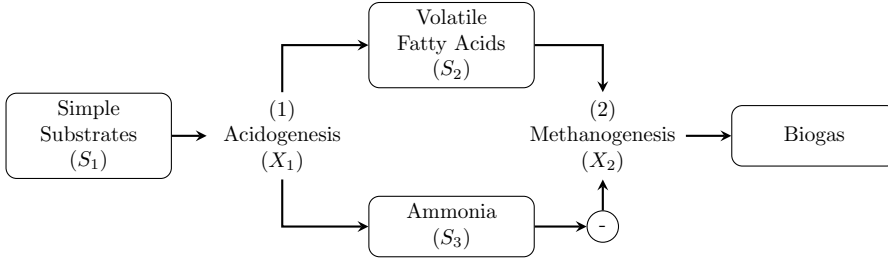 Simple
Substrates
(S₁)
(1)
Acidogenesis
(X₁)
Volatile
Fatty Acids
(S₂)
Ammonia
(S₃)
-
(2)
Methanogenesis
(X₂)
Biogas